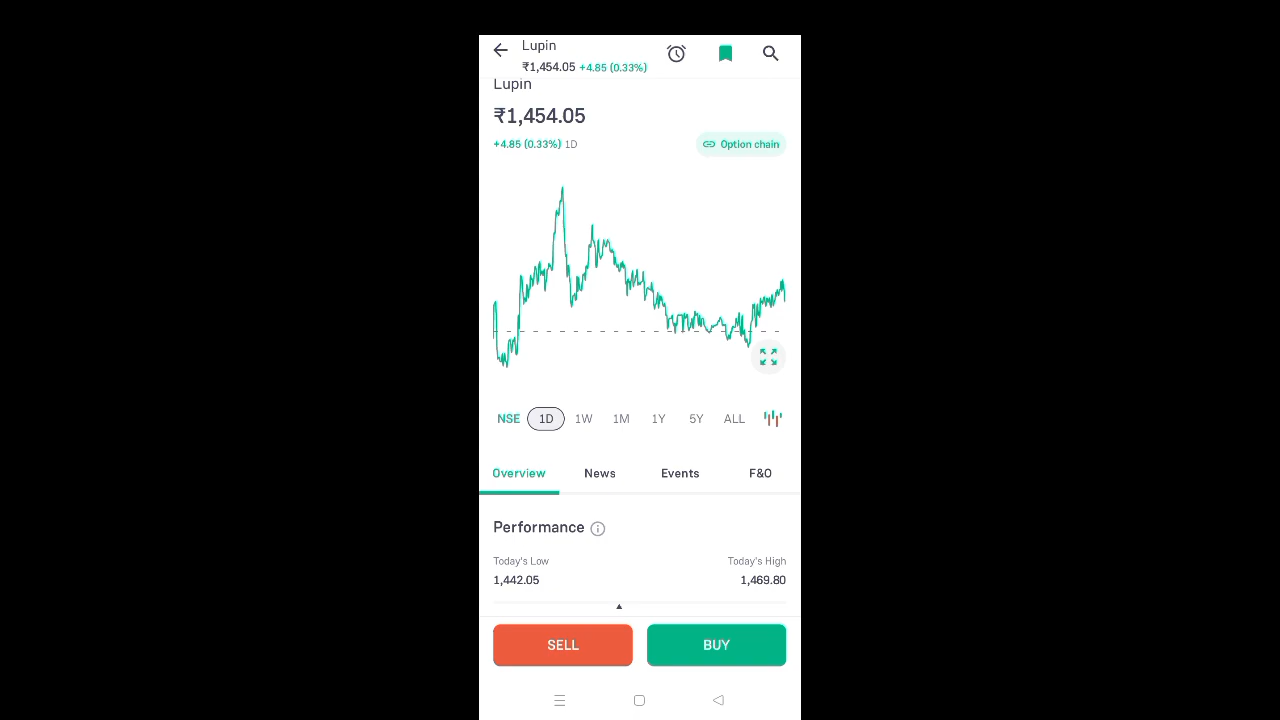 Lupin
₹1,454.05 +4.85 (0.33%)
Lupin
₹1,454.05
+4.85 (0.33%) 1D
Option chain
NSE 1D 1W 1M 1Y 5Y ALL
Overview News Events F&O
Performance
Today's Low Today's High
1,442.05 1,469.80
SELL BUY